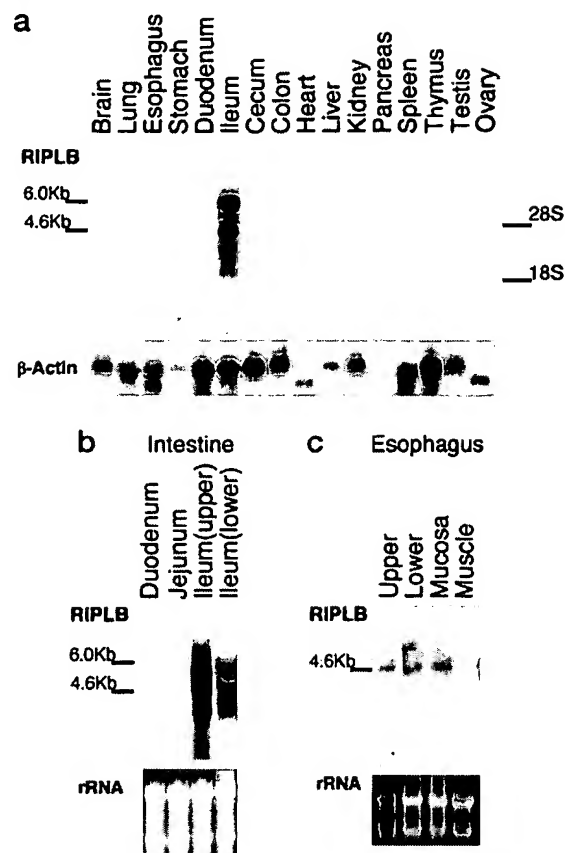 a
Brain
Lung
Esophagus
Stomach
Duodenum
Ileum
Cecum
Colon
Heart
Liver
Kidney
Pancreas
Spleen
Thymus
Testis
Ovary
RIPLB
6.0Kb
4.6Kb
28S
18S
β-Actin
b Intestine
Duodenum
Jejunum
Ileum(upper)
Ileum(lower)
RIPLB
6.0Kb
4.6Kb
rRNA
c Esophagus
Upper
Lower
Mucosa
Muscle
RIPLB
4.6Kb
rRNA